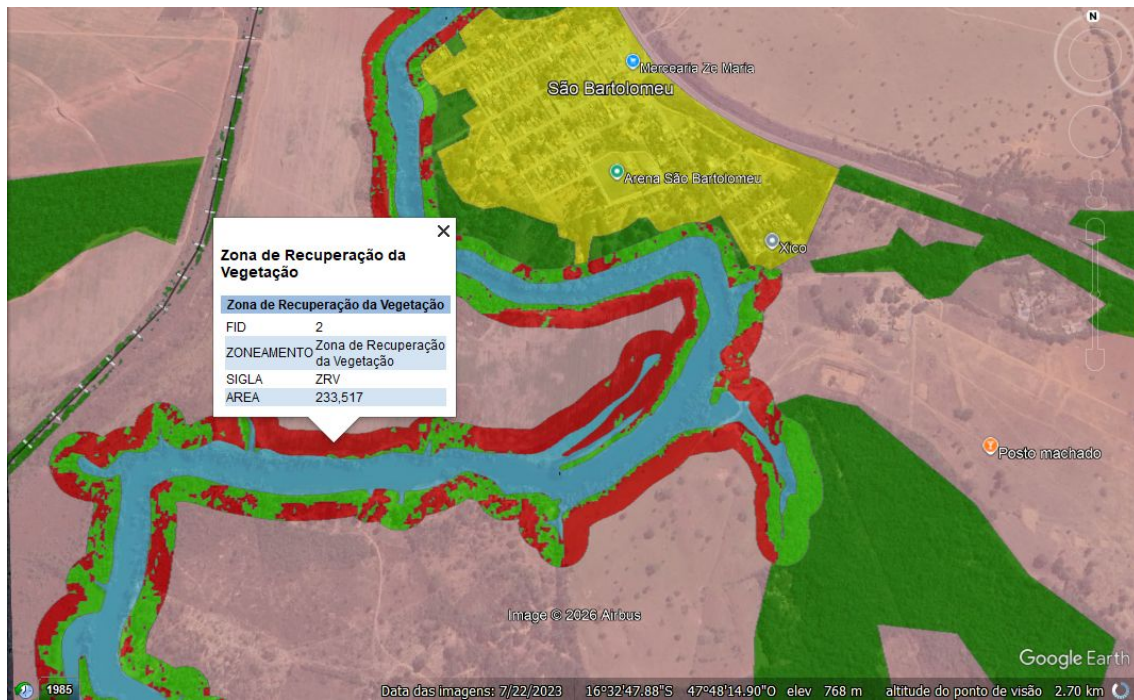 N
Mercearia Zc Maria
São Bartolomeu
Arena São Bartolomeu
Xico
Zona de Recuperação da
Vegetação
Zona de Recuperação da Vegetação
FID 2
ZONEAMENTO Zona de Recuperação
da Vegetação
SIGLA ZRV
AREA 233,517
Posto machado
Image © 2026 Airbus
Google Earth
1985
Data das imagens: 7/22/2023 16°32'47.88"S 47°48'14.90"O elev 768 m altitude do ponto de visão 2.70 km